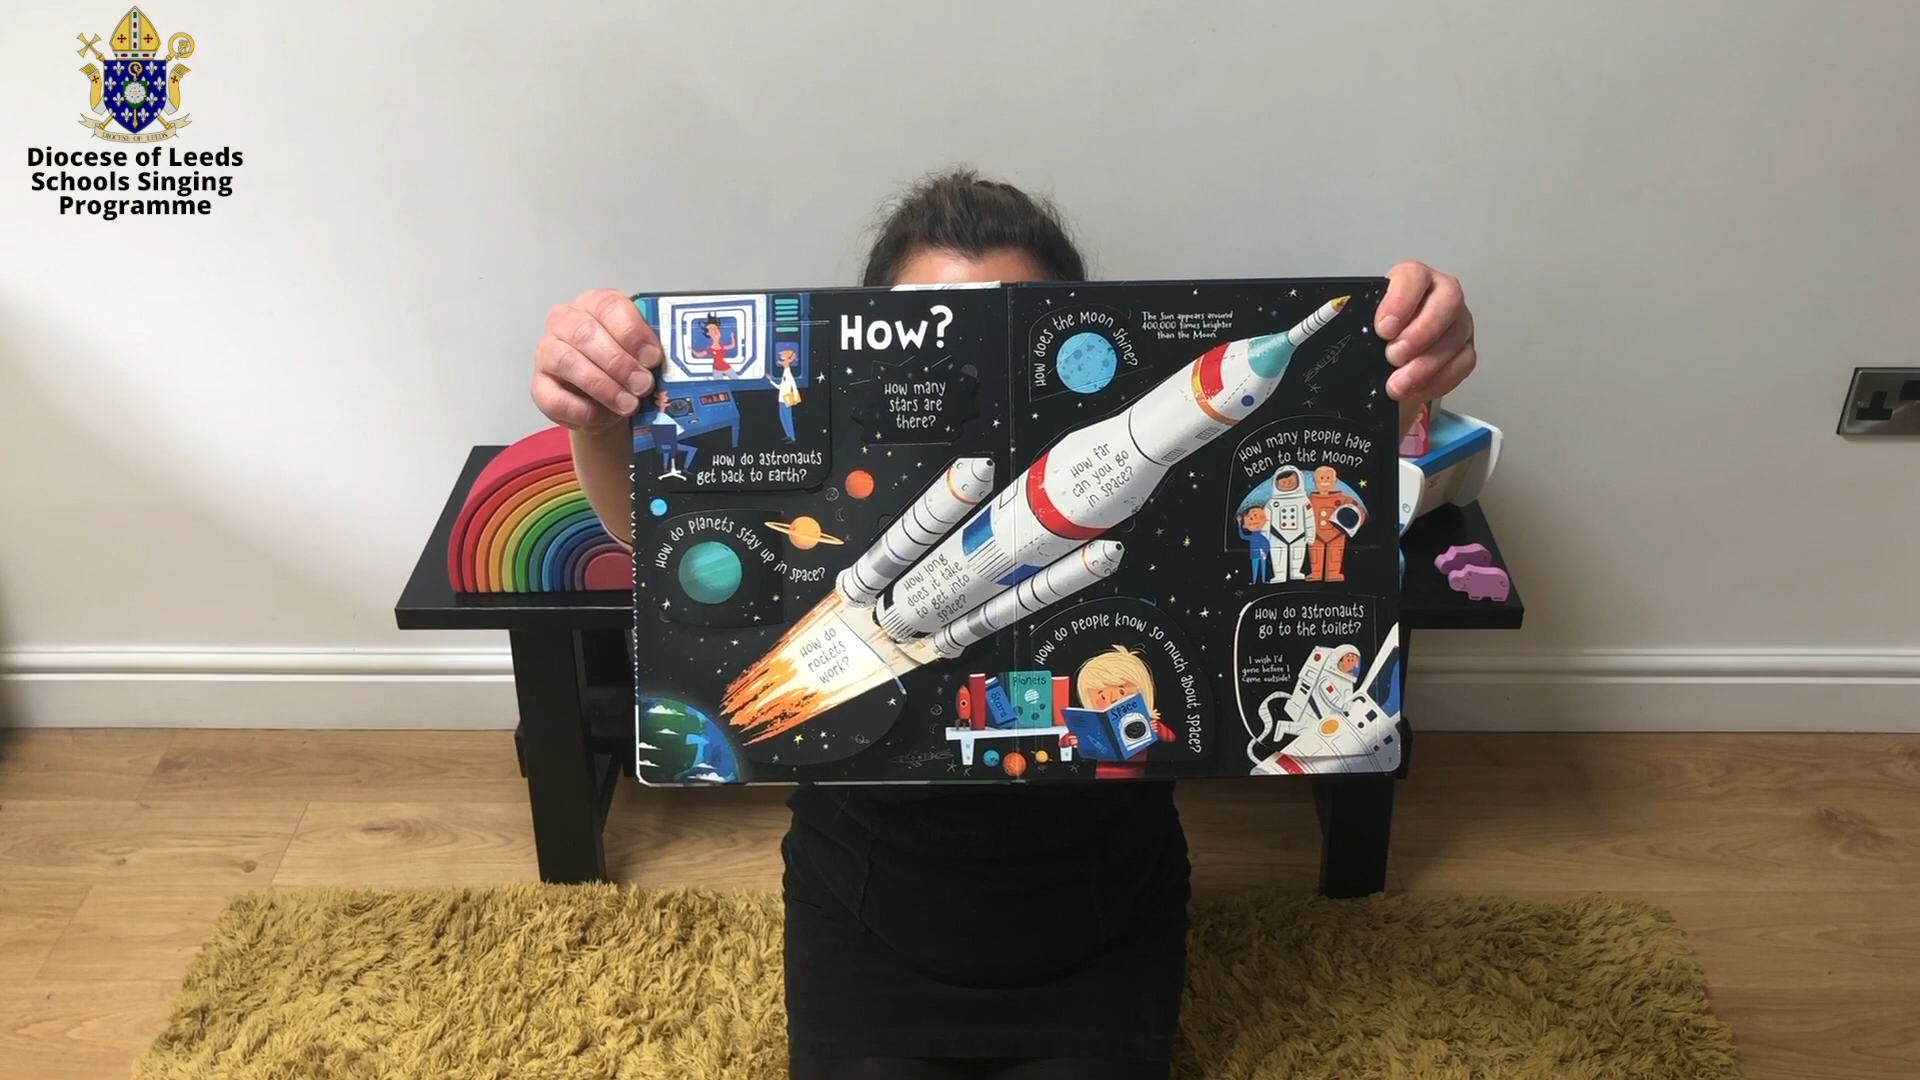 DIOCESE OF LEEDS
Diocese of Leeds
Schools Singing
Programme
How?
How many
stars are
there?
How do astronauts
get back to Earth?
How do planets stay up in space?
How long
does it take
to get into
space?
How do
rockets
work?
How does the Moon shine?
The Sun appears around
400,000 times brighter
than the Moon.
How far
can you go
in space?
How many people have
been to the Moon?
How do people know so much about space?
Stars
Planets
Space
How do astronauts
go to the toilet?
I wish I'd
gone before I
came outside!
7